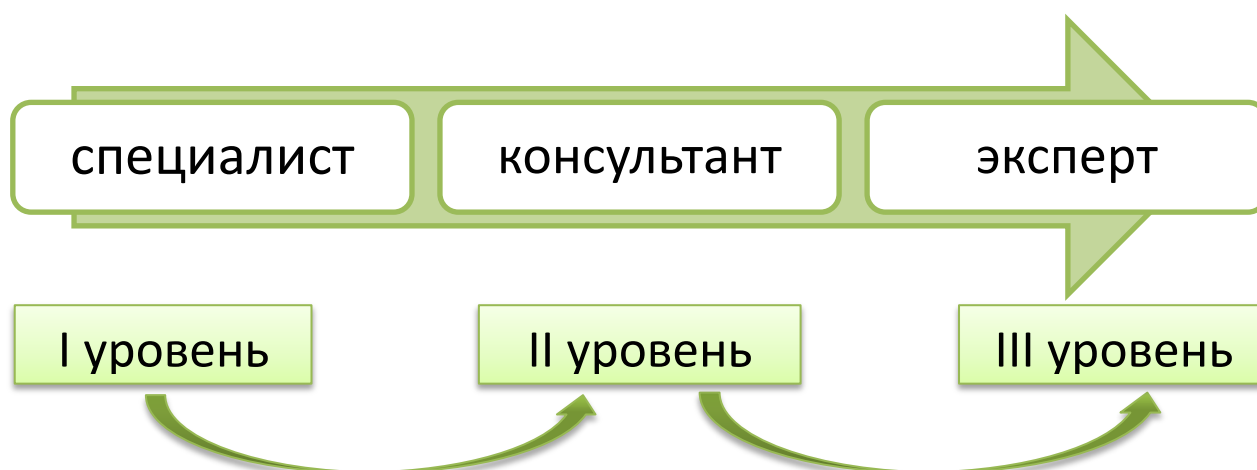 специалист
консультант
эксперт
I уровень
II уровень
III уровень